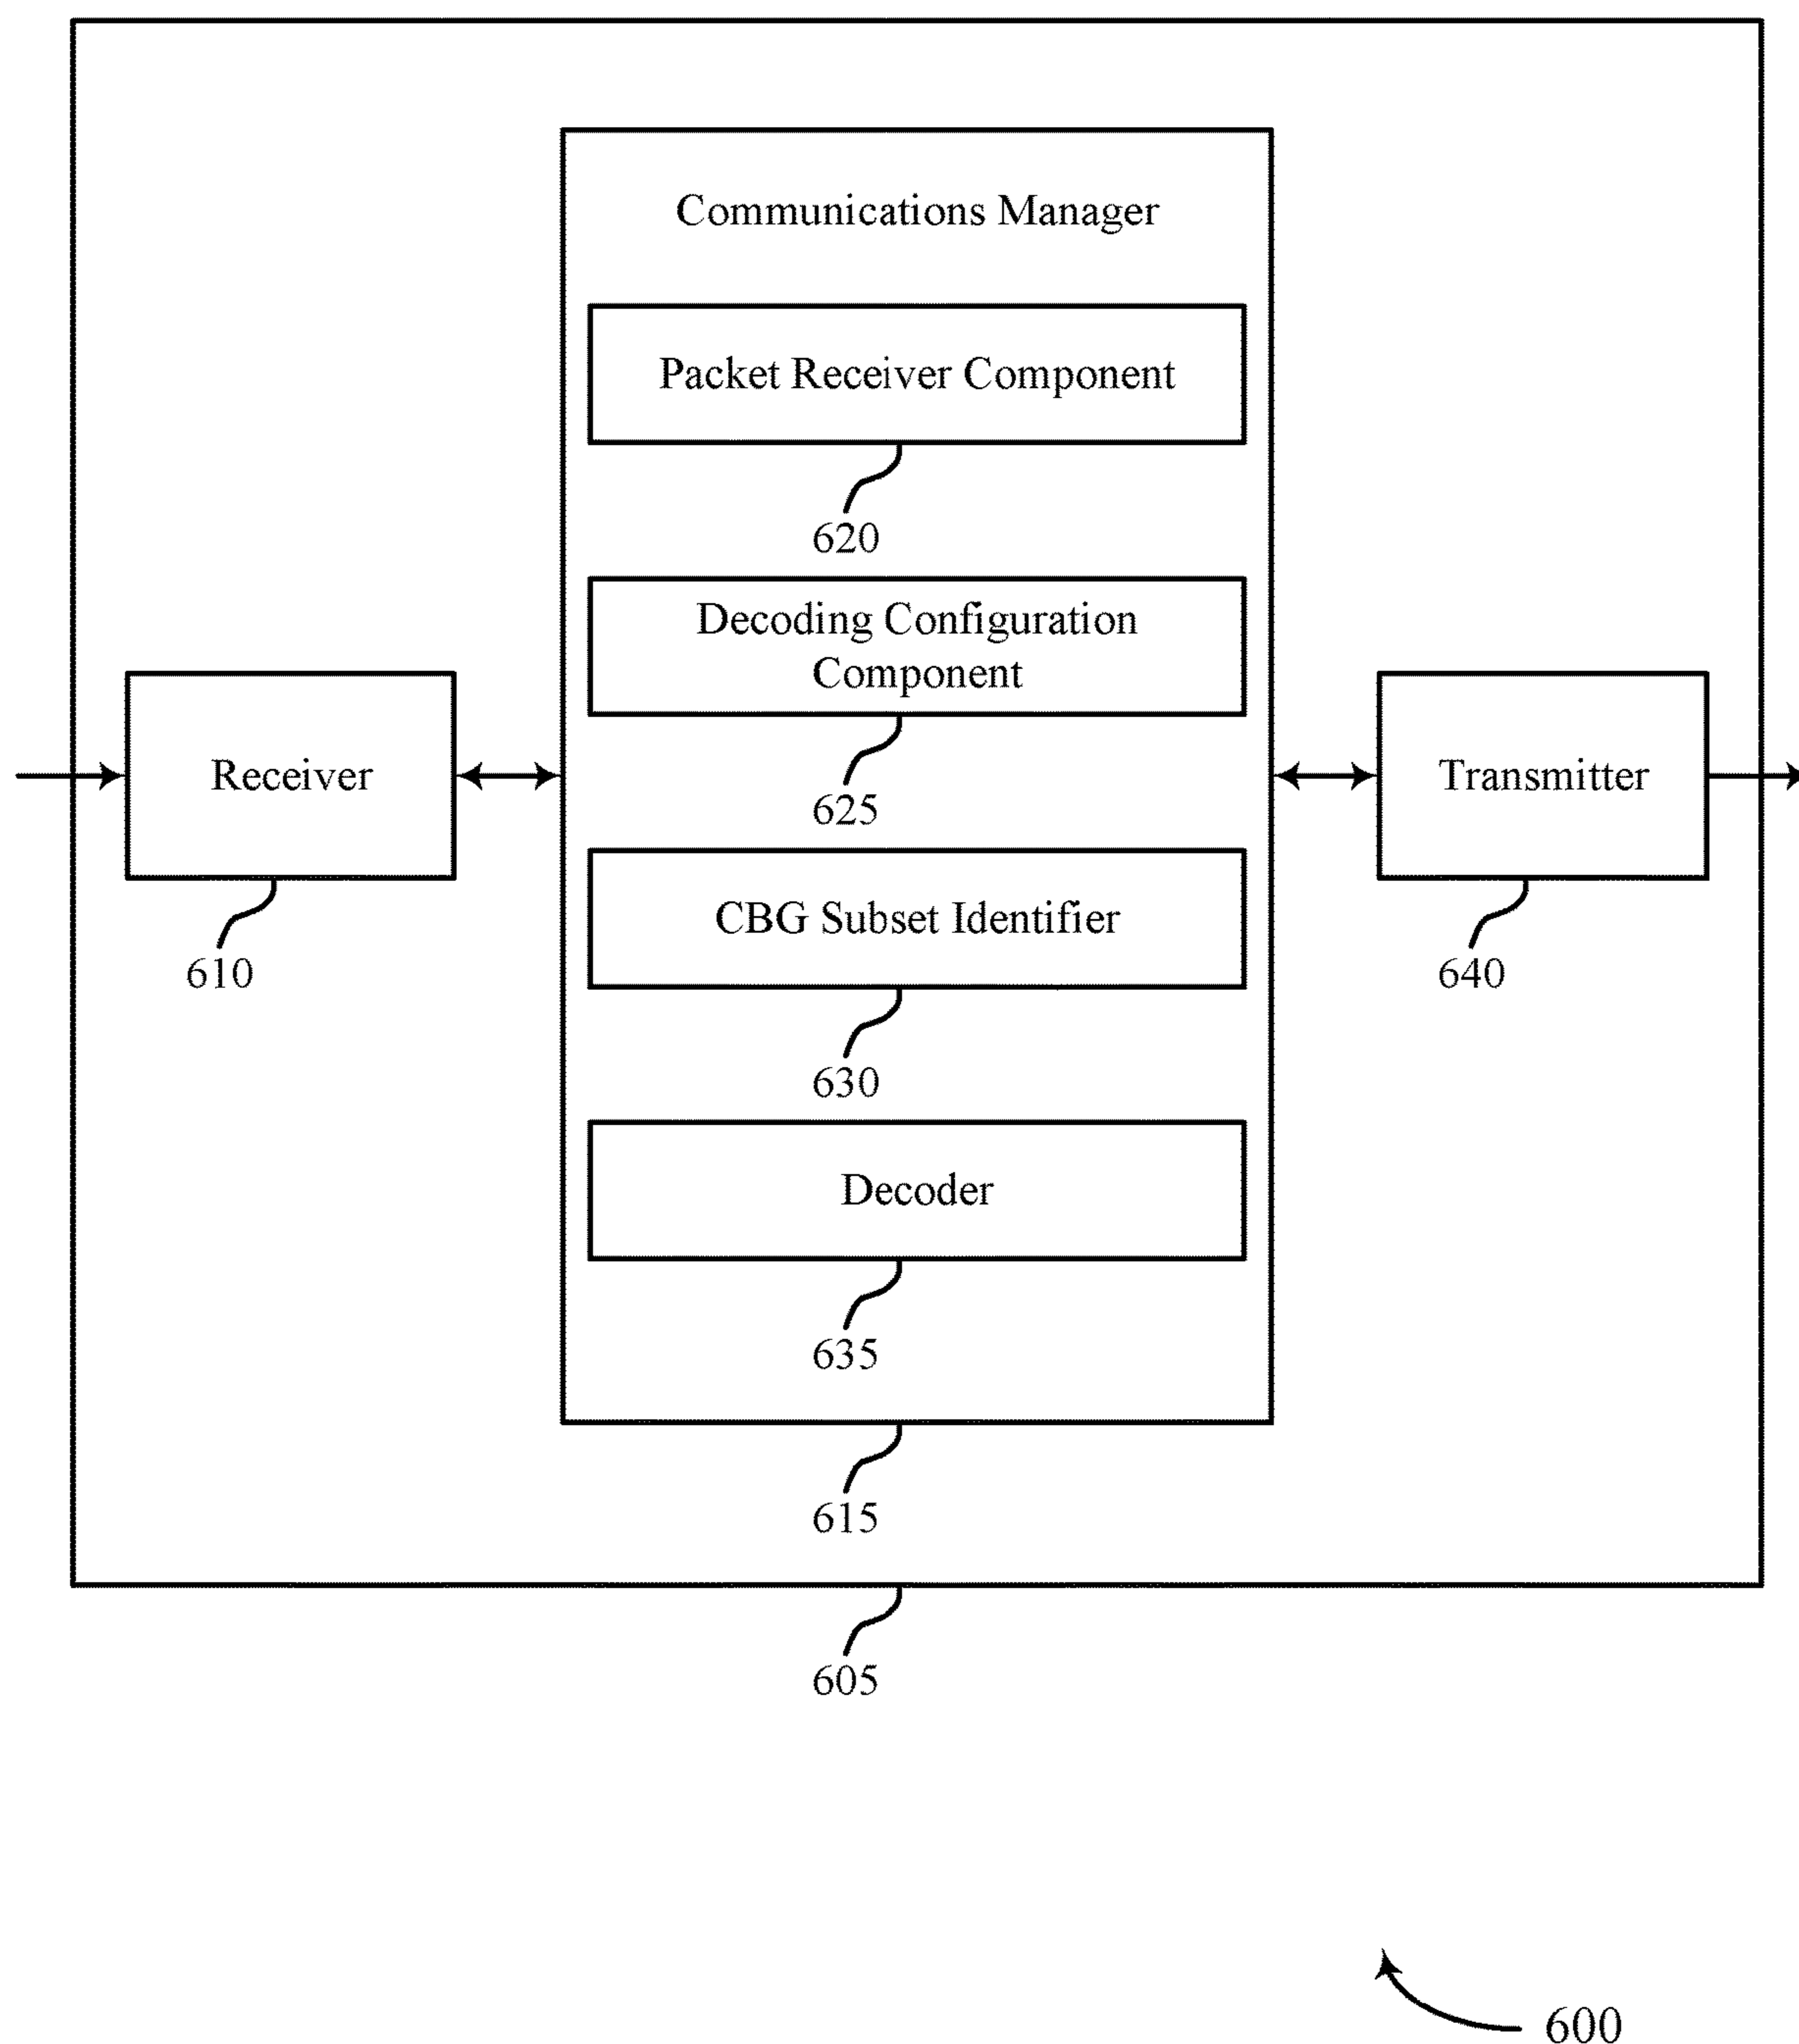 Communications Manager
Packet Receiver Component
620
Decoding Configuration
Component
625
Receiver
610
Transmitter
640
CBG Subset Identifier
630
Decoder
635
615
605
600